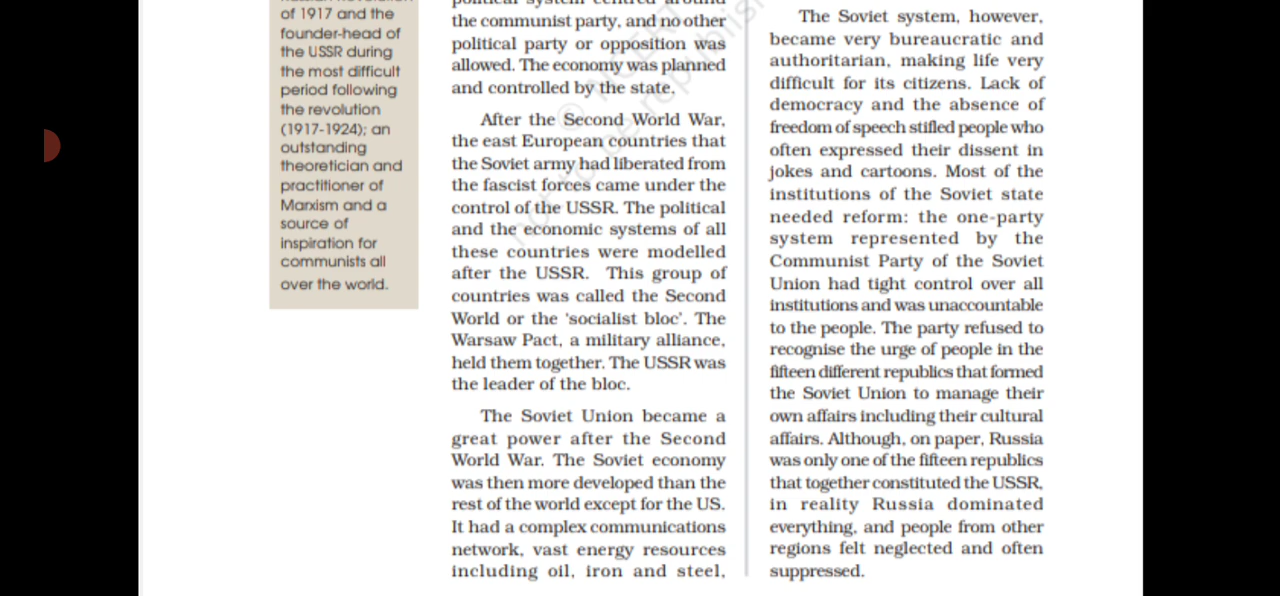 of 1917 and the
founder-head of
the USSR during
the most difficult
period following
the revolution
(1917-1924); an
outstanding
theoretician and
practitioner of
Marxism and a
source of
inspiration for
communists all
over the world.
political system centred around
the communist party, and no other
political party or opposition was
allowed. The economy was planned
and controlled by the state.
After the Second World War,
the east European countries that
the Soviet army had liberated from
the fascist forces came under the
control of the USSR. The political
and the economic systems of all
these countries were modelled
after the USSR. This group of
countries was called the Second
World or the ‘socialist bloc’. The
Warsaw Pact, a military alliance,
held them together. The USSR was
the leader of the bloc.
The Soviet Union became a
great power after the Second
World War. The Soviet economy
was then more developed than the
rest of the world except for the US.
It had a complex communications
network, vast energy resources
including oil, iron and steel,
The Soviet system, however,
became very bureaucratic and
authoritarian, making life very
difficult for its citizens. Lack of
democracy and the absence of
freedom of speech stifled people who
often expressed their dissent in
jokes and cartoons. Most of the
institutions of the Soviet state
needed reform: the one-party
system represented by the
Communist Party of the Soviet
Union had tight control over all
institutions and was unaccountable
to the people. The party refused to
recognise the urge of people in the
fifteen different republics that formed
the Soviet Union to manage their
own affairs including their cultural
affairs. Although, on paper, Russia
was only one of the fifteen republics
that together constituted the USSR,
in reality Russia dominated
everything, and people from other
regions felt neglected and often
suppressed.
© NCERT
not to be republish